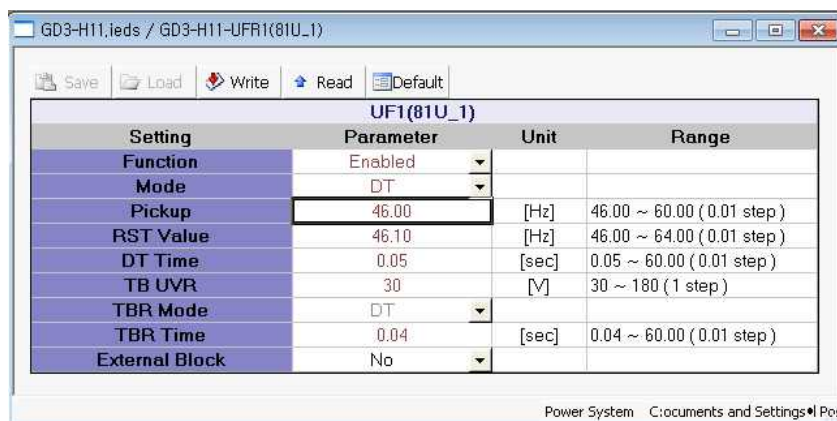 GD3-H11.ieds / GD3-H11-UFR1(81U_1)
Save Load Write Read Default
UF1(81U_1)
Setting Parameter Unit Range
Function Enabled
Mode DT
Pickup 46.00 [Hz] 46.00 ~ 60.00 ( 0.01 step )
RST Value 46.10 [Hz] 46.00 ~ 64.00 ( 0.01 step )
DT Time 0.05 [sec] 0.05 ~ 60.00 ( 0.01 step )
TB UVR 30 [V] 30 ~ 180 ( 1 step )
TBR Mode DT
TBR Time 0.04 [sec] 0.04 ~ 60.00 ( 0.01 step )
External Block No
Power System C:ocuments and Settings•l Po